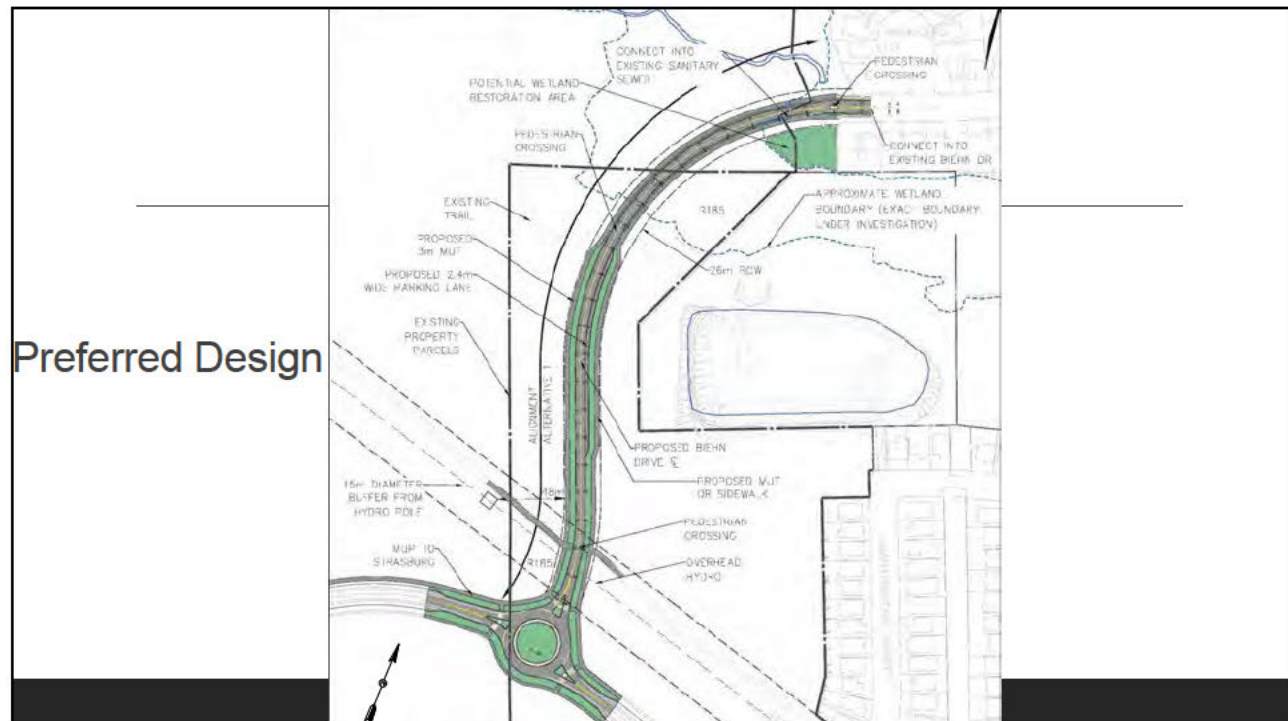 Preferred Design
CONNECT INTO
EXISTING SANITARY
SEWER
PEDESTRIAN
CROSSING
POTENTIAL WETLAND
RESTORATION AREA
PEDESTRIAN
CROSSING
CONNECT INTO
EXISTING BIEHN DR
EXISTING
TRAIL
R185
APPROXIMATE WETLAND
BOUNDARY (EXACT BOUNDARY
UNDER INVESTIGATION)
PROPOSED
3m MUT
26m ROW
PROPOSED 2.4m
WIDE PARKING LANE
EXISTING
PROPERTY
PARCELS
ALIGNMENT
ALTERNATIVE 1
PROPOSED BIEHN
DRIVE ℄
15m DIAMETER
BUFFER FROM
HYDRO POLE
48m
PROPOSED MUT
OR SIDEWALK
PEDESTRIAN
CROSSING
MUP TO
STRASBURG
R185
OVERHEAD
HYDRO